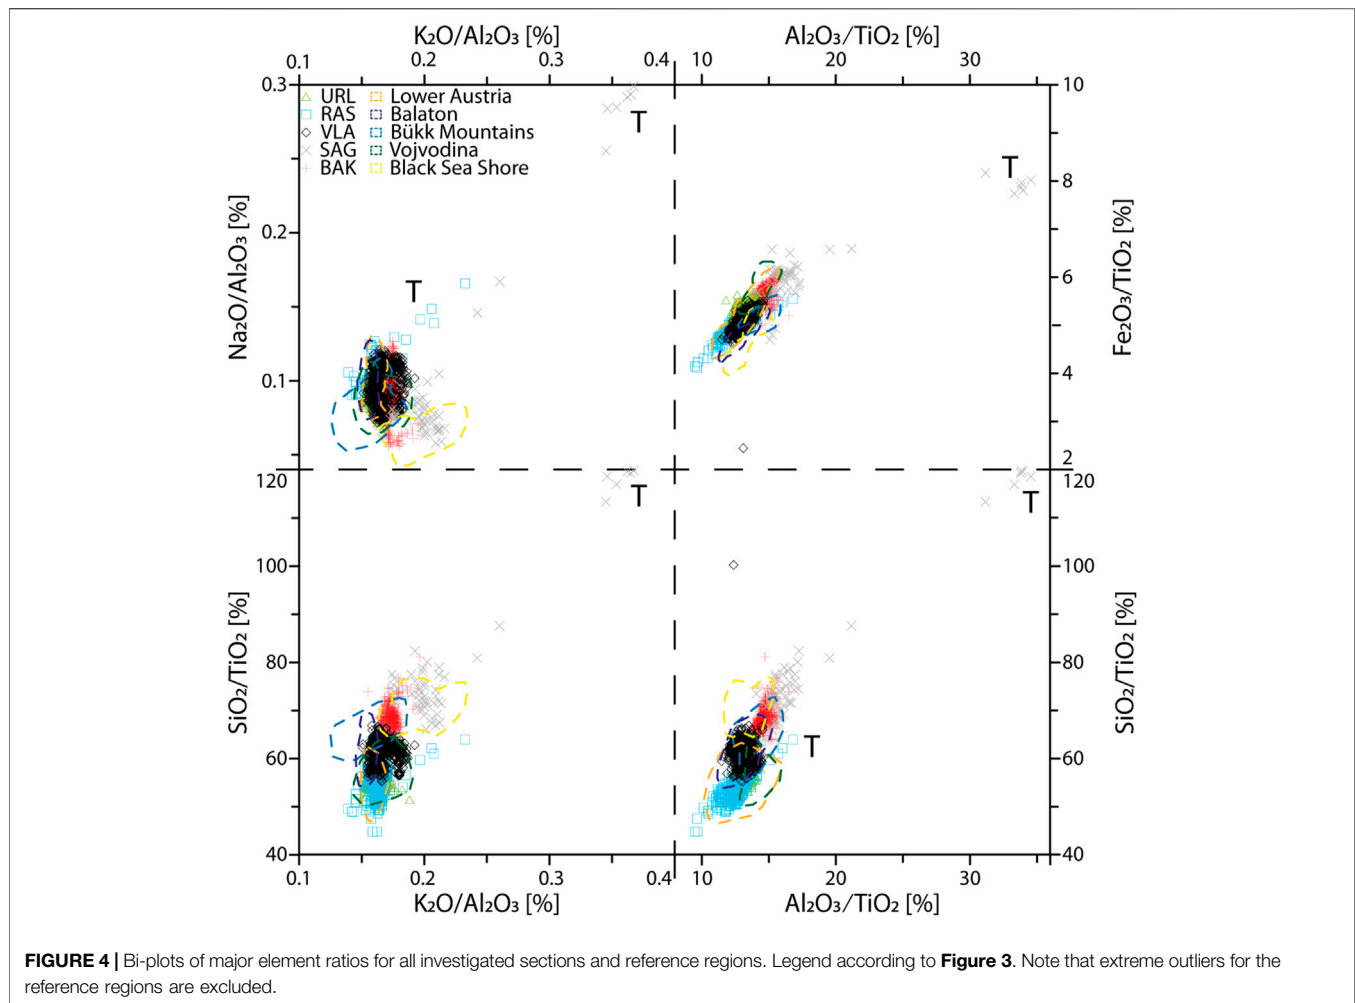 K₂O/Al₂O₃ [%] Al₂O₃/TiO₂ [%]
0.1 0.2 0.3 0.4 10 20 30
0.3 10
URL Lower Austria
RAS Balaton
VLA Bükk Mountains
SAG Vojvodina
BAK Black Sea Shore
T
T
8
Na₂O/Al₂O₃ [%]
Fe₂O₃/TiO₂ [%]
0.2
6
T
0.1 4
2
120 120
T T
100 100
SiO₂/TiO₂ [%]
SiO₂/TiO₂ [%]
80 80
T
60 60
40 40
0.1 0.2 0.3 0.4 10 20 30
K₂O/Al₂O₃ [%] Al₂O₃/TiO₂ [%]
FIGURE 4 | Bi-plots of major element ratios for all investigated sections and reference regions. Legend according to Figure 3. Note that extreme outliers for the
reference regions are excluded.